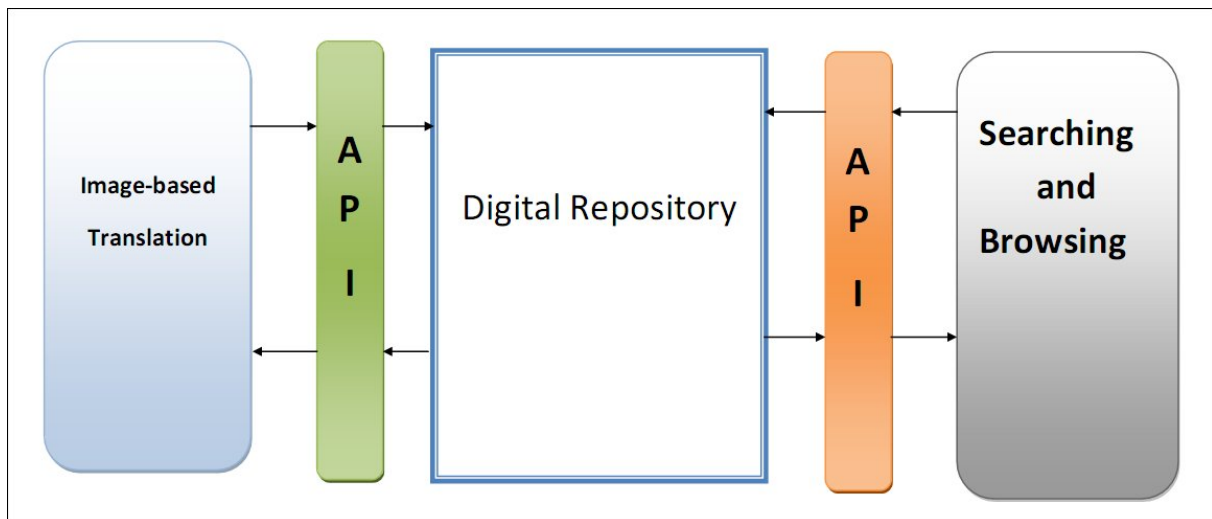 Image-based
Translation
A
P
I
Digital Repository
A
P
I
Searching
and
Browsing